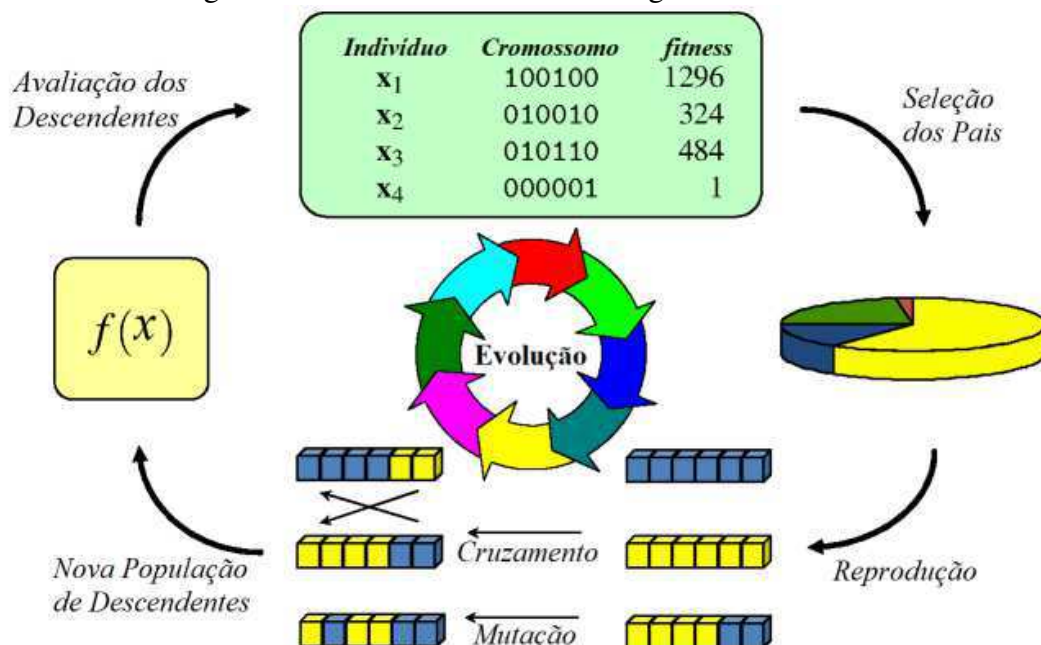 Indivíduo Cromossomo fitness
x1 100100 1296
x2 010010 324
x3 010110 484
x4 000001 1
Avaliação dos
Descendentes
Seleção
dos Pais
f(x)
Evolução
Cruzamento
Mutação
Reprodução
Nova População
de Descendentes